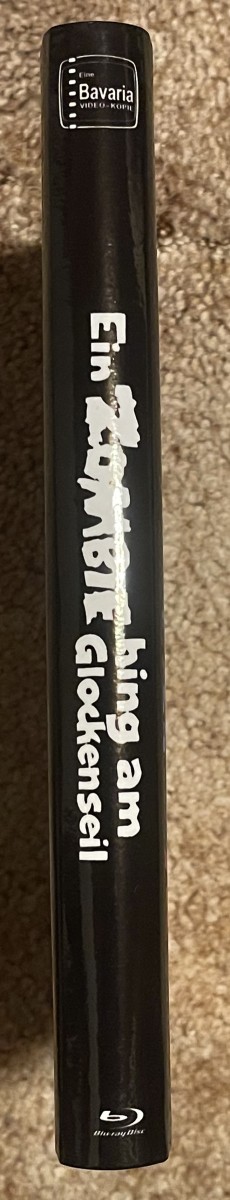 Eine
Bavaria
VIDEO-KOPIE
Ein ZOMBIE hing am
Glockenseil
Blu-ray Disc